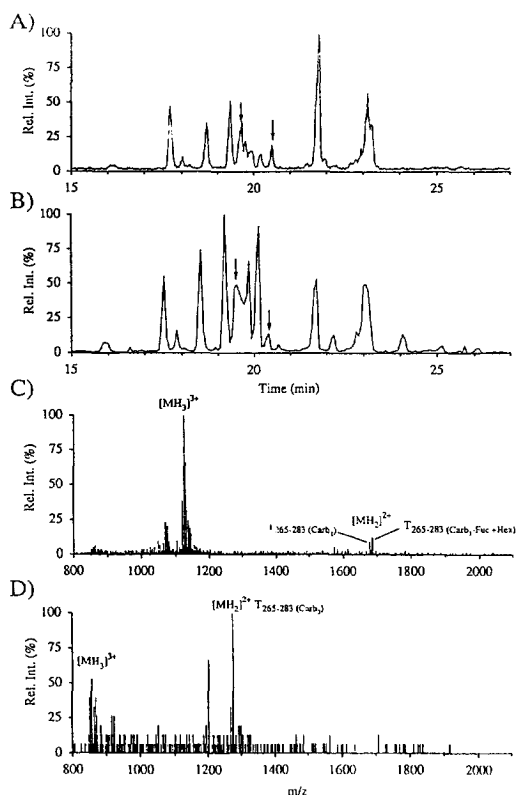 A)
Rel. Int. (%)
100
75
50
25
0
15
20
25
B)
Rel. Int. (%)
100
75
50
25
0
15
20
25
Time (min)
C)
Rel. Int. (%)
[MH3]3+
100
75
50
25
0
[MH2]2+
265-283 (Carb1)
T265-283 (Carb1-Fuc +Hex)
800
1000
1200
1400
1600
1800
2000
D)
Rel. Int. (%)
[MH2]2+ T265-283
[MH3]3+
100
75
50
25
0
800
1000
1200
1400
1600
1800
2000
m/z